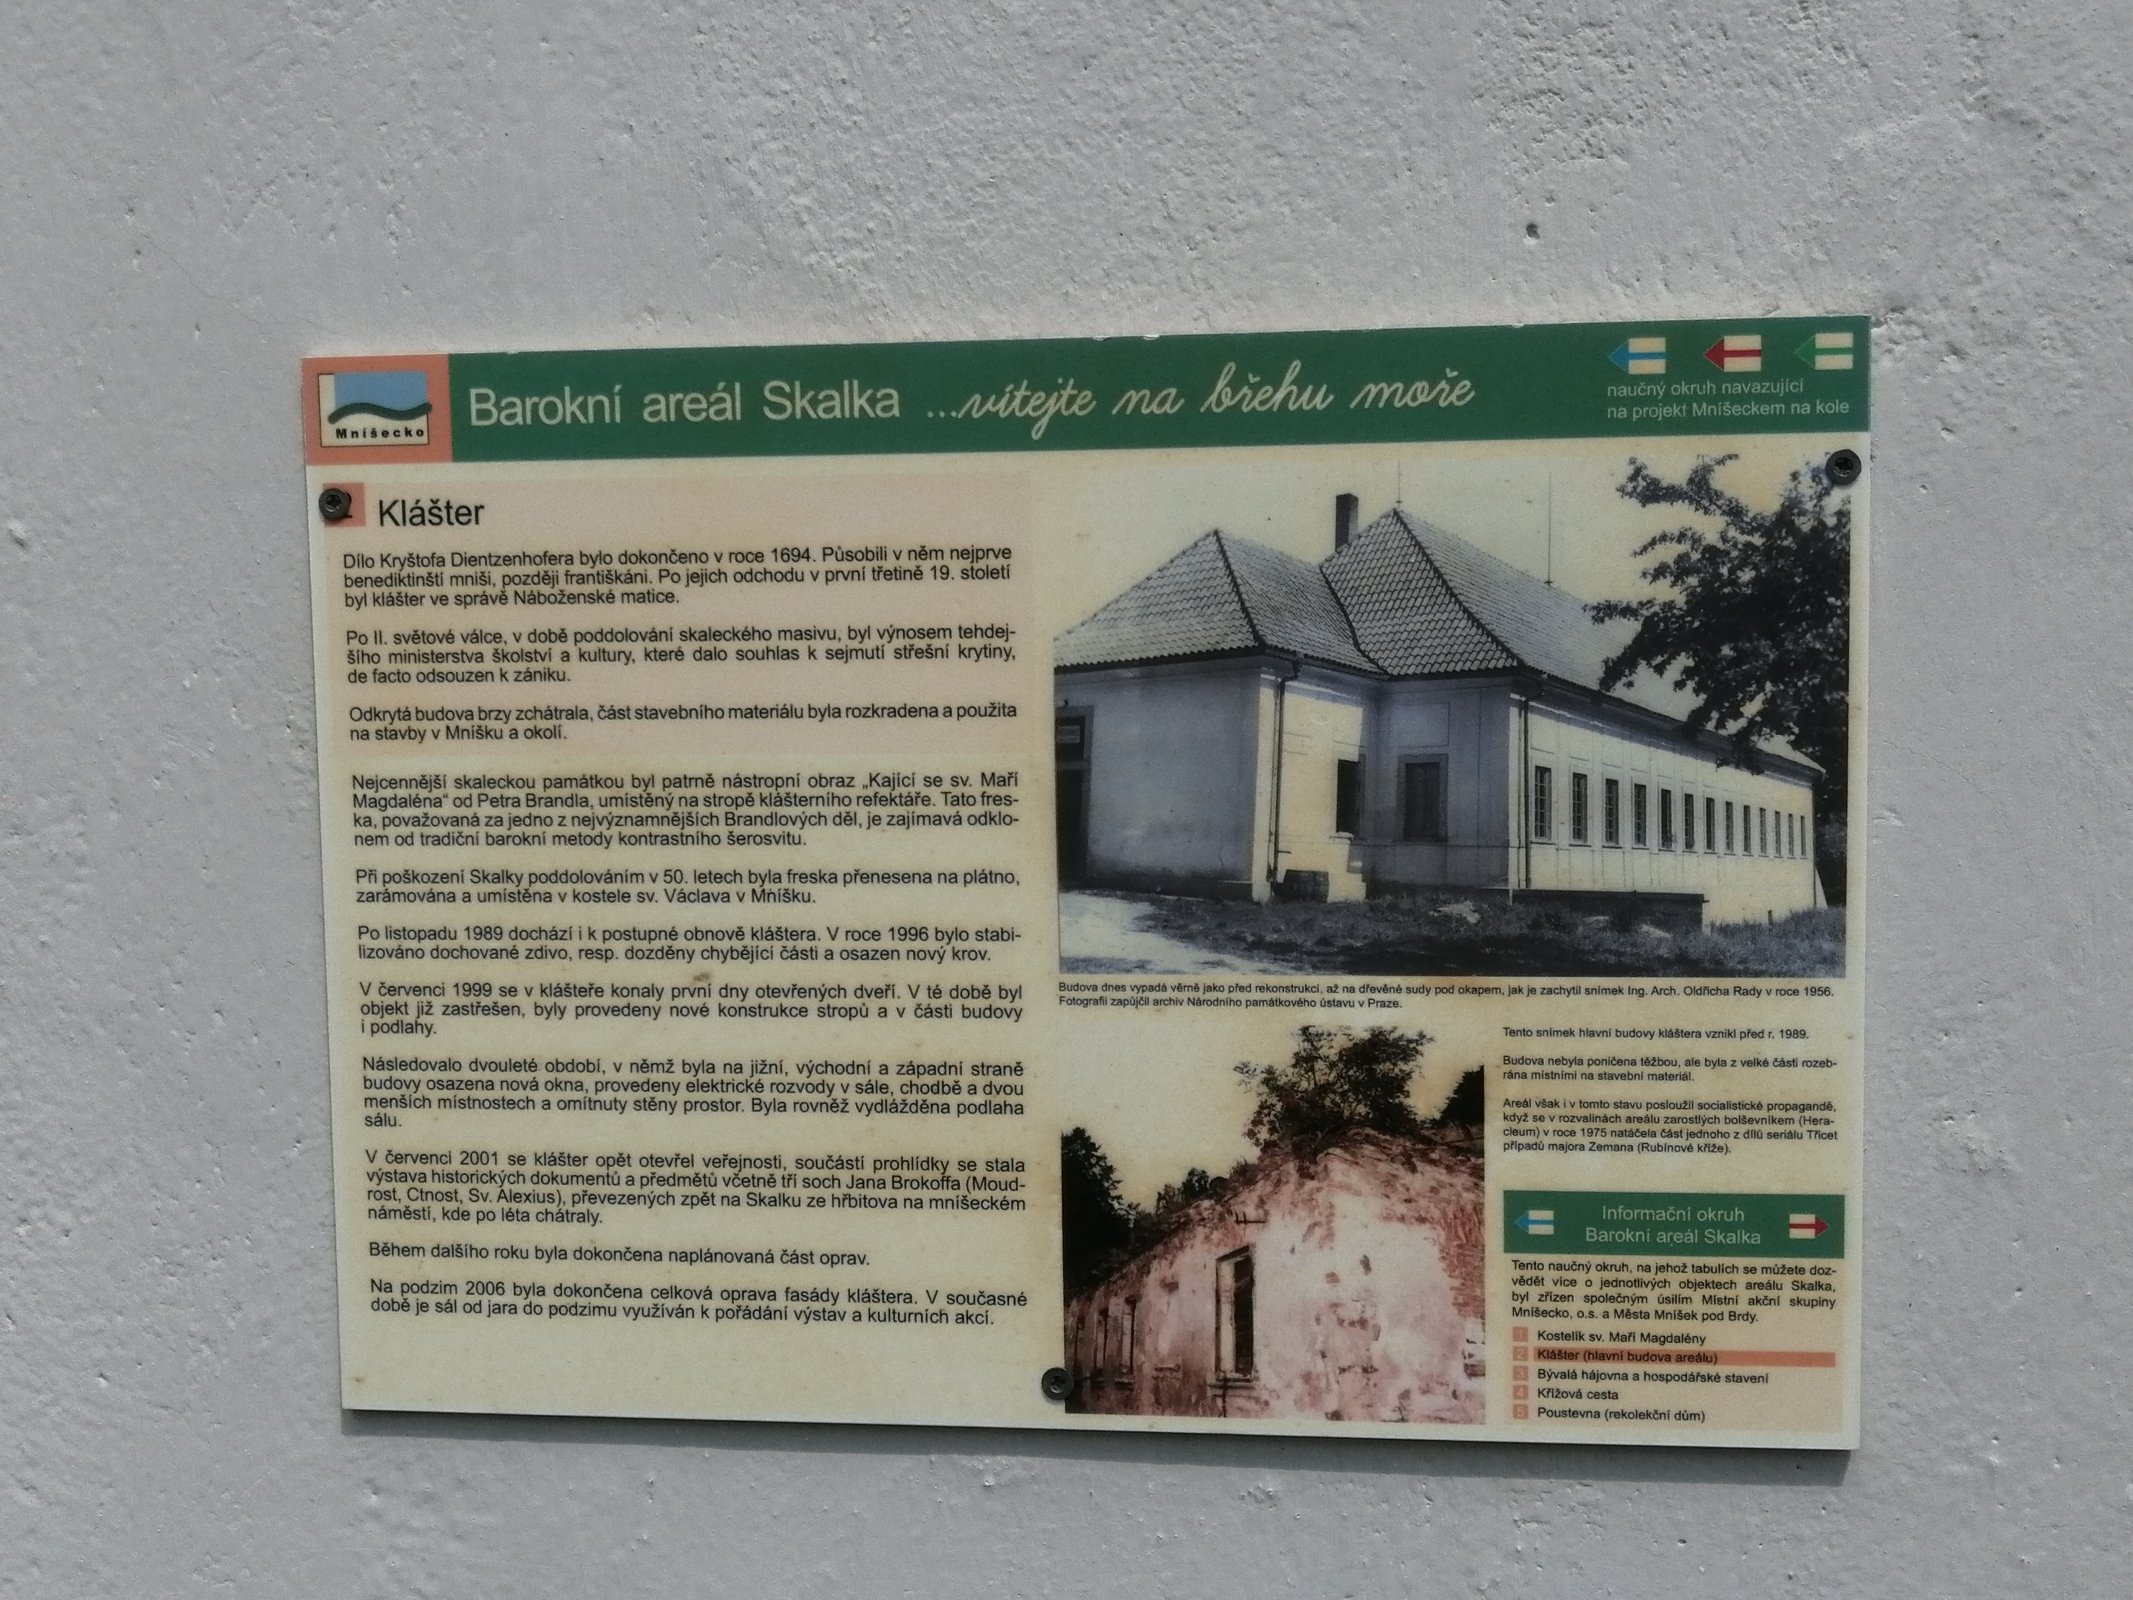 Mníšecko
Barokní areál Skalka ...vítejte na břehu moře
naučný okruh navazující
na projekt Mníšeckem na kole
Klášter
Dílo Kryštofa Dientzenhofera bylo dokončeno v roce 1694. Působili v něm nejprve
benediktinští mniši, později františkáni. Po jejich odchodu v první třetině 19. století
byl klášter ve správě Náboženské matice.
Po II. světové válce, v době poddolování skaleckého masivu, byl výnosem tehdej-
šího ministerstva školství a kultury, které dalo souhlas k sejmutí střešní krytiny,
de facto odsouzen k zániku.
Odkrytá budova brzy zchátrala, část stavebního materiálu byla rozkradena a použita
na stavby v Mníšku a okolí.
Nejcennější skaleckou památkou byl patrně nástropní obraz „Kající se sv. Maří
Magdaléna“ od Petra Brandla, umístěný na stropě klášterního refektáře. Tato fres-
ka, považovaná za jedno z nejvýznamnějších Brandlových děl, je zajímavá odklo-
nem od tradiční barokní metody kontrastního šerosvitu.
Při poškození Skalky poddolováním v 50. letech byla freska přenesena na plátno,
zarámována a umístěna v kostele sv. Václava v Mníšku.
Po listopadu 1989 dochází i k postupné obnově kláštera. V roce 1996 bylo stabi-
lizováno dochované zdivo, resp. dozděny chybějící části a osazen nový krov.
V červenci 1999 se v klášteře konaly první dny otevřených dveří. V té době byl
objekt již zastřešen, byly provedeny nové konstrukce stropů a v části budovy
i podlahy.
Následovalo dvouleté období, v němž byla na jižní, východní a západní straně
budovy osazena nová okna, provedeny elektrické rozvody v sále, chodbě a dvou
menších místnostech a omítnuty stěny prostor. Byla rovněž vydlážděna podlaha
sálu.
V červenci 2001 se klášter opět otevřel veřejnosti, součástí prohlídky se stala
výstava historických dokumentů a předmětů včetně tří soch Jana Brokoffa (Moud-
rost, Ctnost, Sv. Alexius), převezených zpět na Skalku ze hřbitova na mníšeckém
náměstí, kde po léta chátraly.
Během dalšího roku byla dokončena naplánovaná část oprav.
Na podzim 2006 byla dokončena celková oprava fasády kláštera. V současné
době je sál od jara do podzimu využíván k pořádání výstav a kulturních akcí.
Budova dnes vypadá věrně jako před rekonstrukcí, až na dřevěné sudy pod okapem, jak je zachytil snímek Ing. Arch. Oldřicha Rady v roce 1956.
Fotografii zapůjčil archiv Národního památkového ústavu v Praze.
Tento snímek hlavní budovy kláštera vznikl před r. 1989.
Budova nebyla poničena těžbou, ale byla z velké části rozeb-
rána místními na stavební materiál.
Areál však i v tomto stavu posloužil socialistické propagandě,
když se v rozvalinách areálu zarostlých bolševníkem (Hera-
cleum) v roce 1975 natáčela část jednoho z dílů seriálu Třicet
případů majora Zemana (Rubínové kříže).
Informační okruh
Barokní areál Skalka
Tento naučný okruh, na jehož tabulích se můžete doz-
vědět více o jednotlivých objektech areálu Skalka,
byl zřízen společným úsilím Místní akční skupiny
Mníšecko, o.s. a Města Mníšek pod Brdy.
1 Kostelík sv. Maří Magdalény
2 Klášter (hlavní budova areálu)
3 Bývalá hájovna a hospodářské stavení
4 Křížová cesta
5 Poustevna (rekolekční dům)